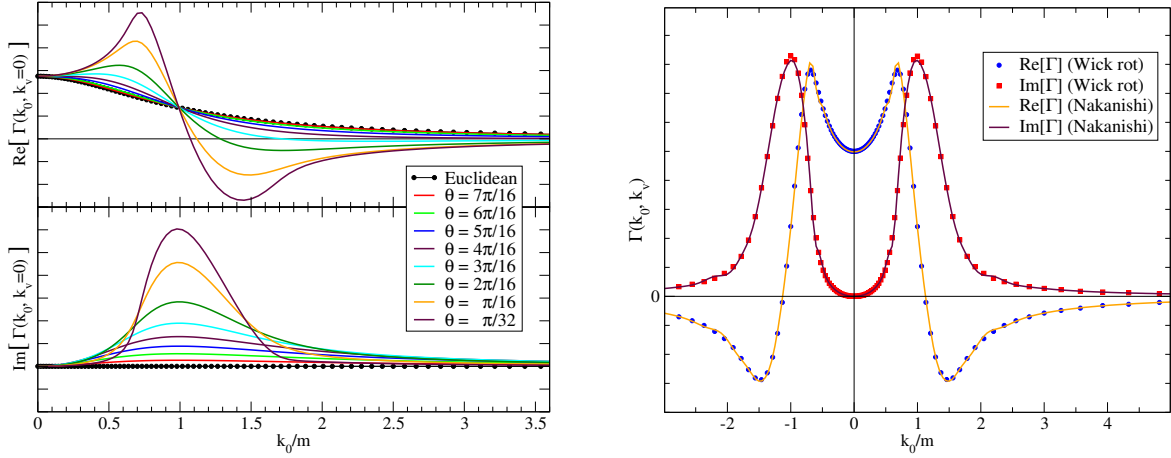 Re[ Γ(k₀, kᵥ=0)]
Im[ Γ(k₀, kᵥ=0)]
Euclidean
θ = 7π/16
θ = 6π/16
θ = 5π/16
θ = 4π/16
θ = 3π/16
θ = 2π/16
θ = π/16
θ = π/32
0 0.5 1 1.5 2 2.5 3 3.5
k₀/m
Γ(k₀, kᵥ)
0
Re[Γ] (Wick rot)
Im[Γ] (Wick rot)
Re[Γ] (Nakanishi)
Im[Γ] (Nakanishi)
-2 -1 0 1 2 3 4
k₀/m